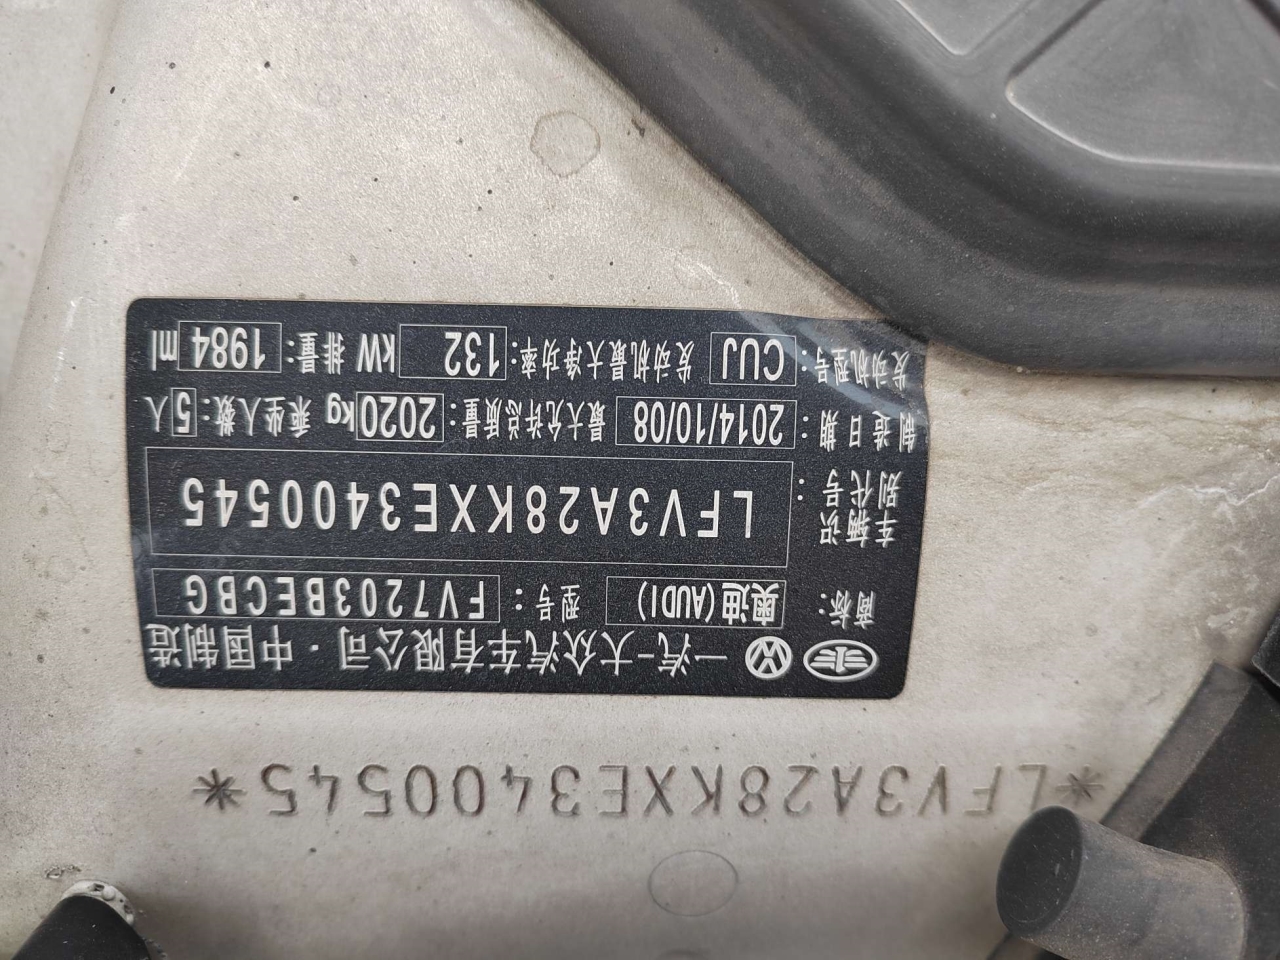 一汽-大众汽车有限公司 · 中国制造
商标: 奥迪(AUDI) 型号: FV7203BECBG
车辆识别代号: LFV3A28KXE3400545
制造日期: 2014/10/08 最大允许总质量: 2020kg 乘坐人数: 5人
发动机型号: CUJ 发动机最大净功率: 132 kW 排量: 1984 ml
*LFV3A28KXE3400545*